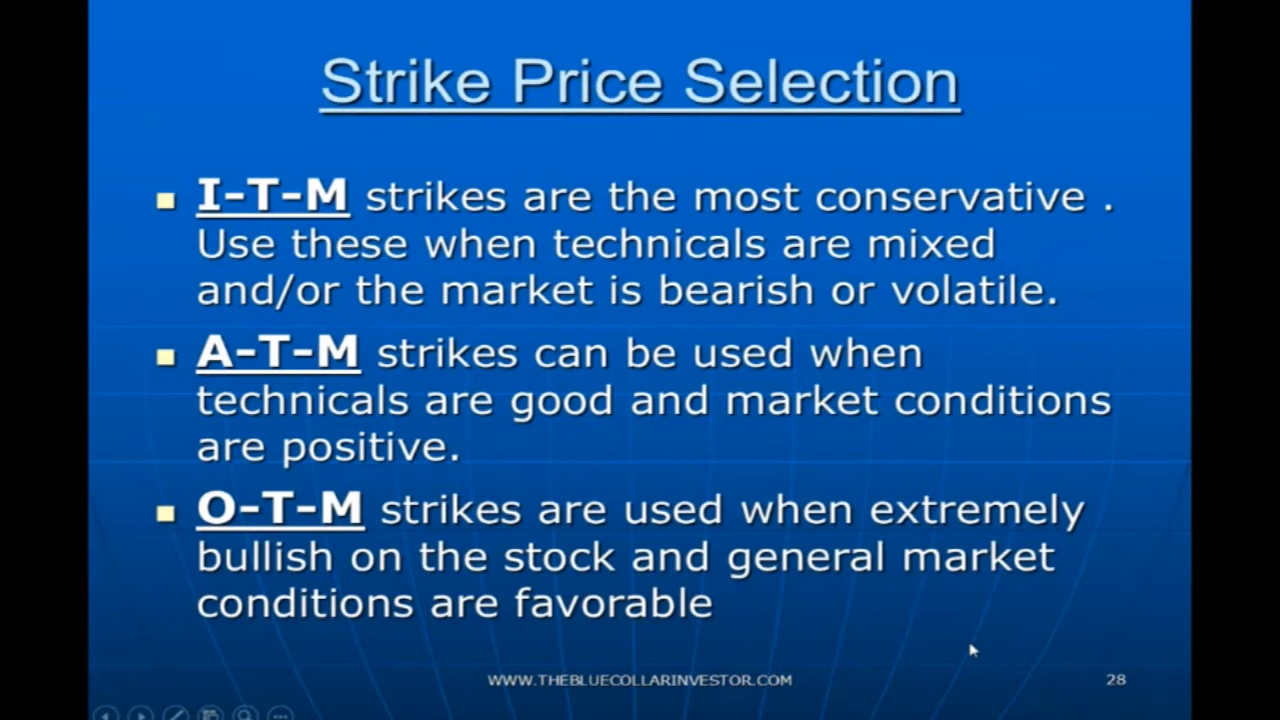 Strike Price Selection
I-T-M strikes are the most conservative .
Use these when technicals are mixed
and/or the market is bearish or volatile.
A-T-M strikes can be used when
technicals are good and market conditions
are positive.
O-T-M strikes are used when extremely
bullish on the stock and general market
conditions are favorable
WWW.THEBLUECOLLARINVESTOR.COM
28